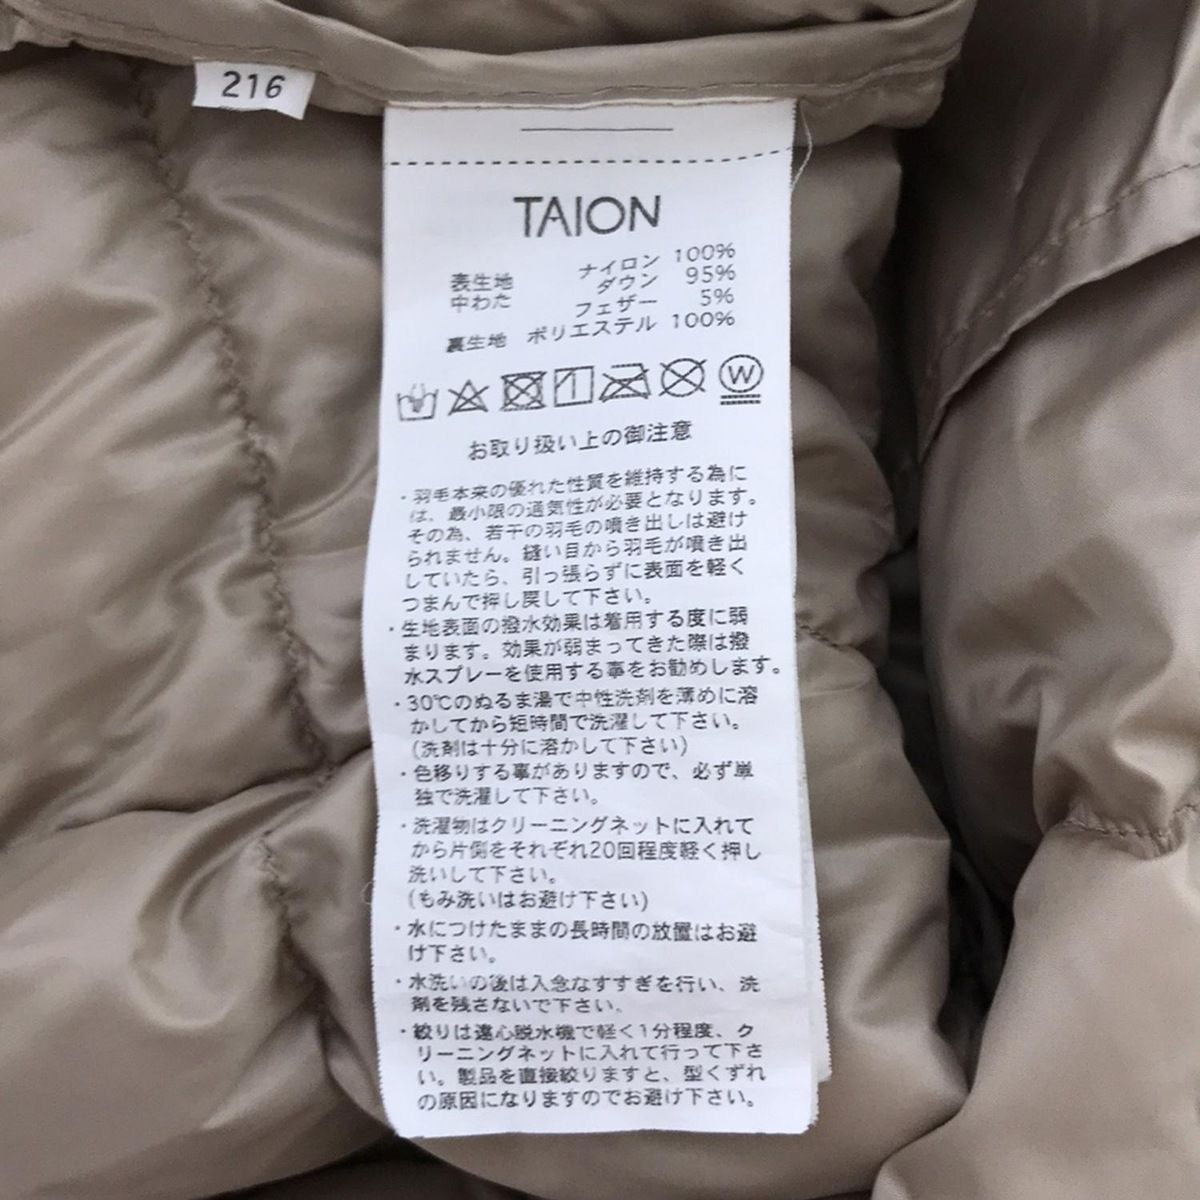 216
TAION
表生地 ナイロン 100%
中わた ダウン 95%
フェザー 5%
裏生地 ポリエステル 100%
W
お取り扱い上の御注意
・羽毛本来の優れた性質を維持する為に
は、最小限の通気性が必要となります。
その為、若干の羽毛の噴き出しは避け
られません。縫い目から羽毛が噴き出
していたら、引っ張らずに表面を軽く
つまんで押し戻して下さい。
・生地表面の撥水効果は着用する度に弱
まります。効果が弱まってきた際は撥
水スプレーを使用する事をお勧めします。
・30℃のぬるま湯で中性洗剤を薄めに溶
かしてから短時間で洗濯して下さい。
(洗剤は十分に溶かして下さい)
・色移りする事がありますので、必ず単
独で洗濯して下さい。
・洗濯物はクリーニングネットに入れて
から片側をそれぞれ20回程度軽く押し
洗いして下さい。
(もみ洗いはお避け下さい)
・水につけたままの長時間の放置はお避
け下さい。
・水洗いの後は入念なすすぎを行い、洗
剤を残さないで下さい。
・絞りは遠心脱水機で軽く1分程度、ク
リーニングネットに入れて行って下さ
い。製品を直接絞りますと、型くずれ
の原因になりますのでお避け下さい。